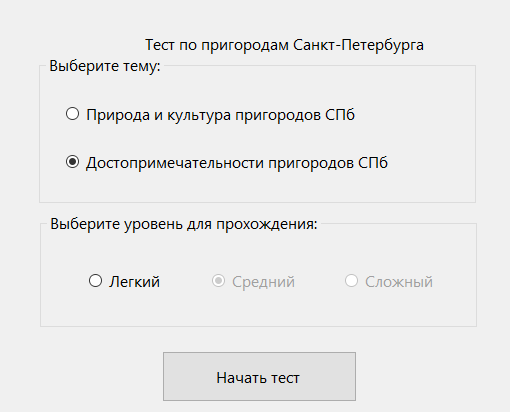 Тест по пригородам Санкт-Петербурга
Выберите тему:
Природа и культура пригородов СПб
Достопримечательности пригородов СПб
Выберите уровень для прохождения:
Легкий Средний Сложный
Начать тест